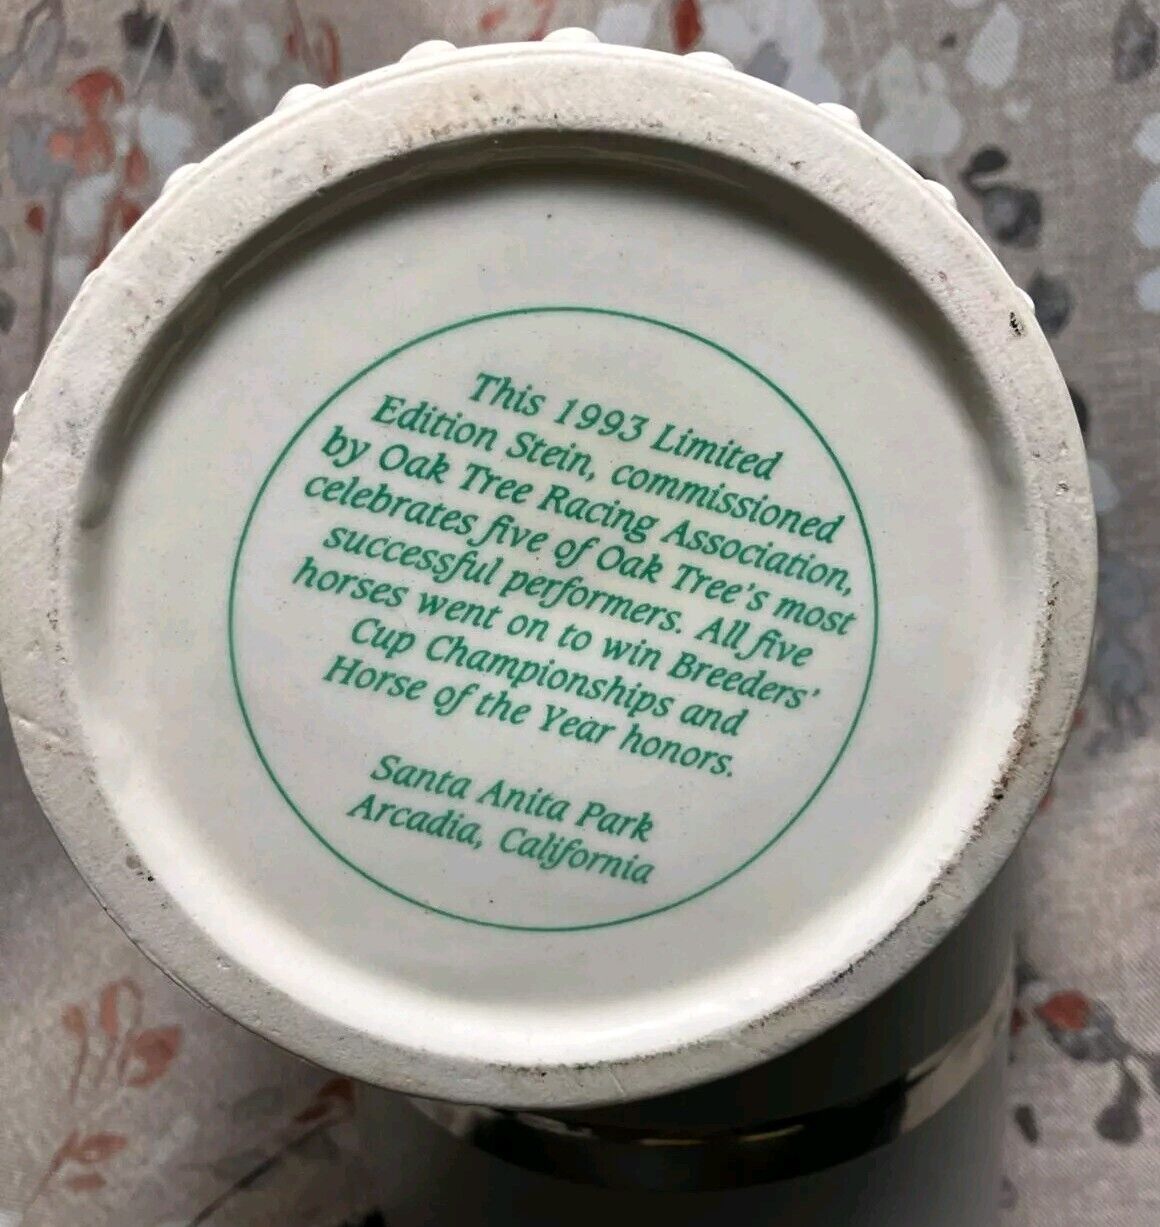 This 1993 Limited
Edition Stein, commissioned
by Oak Tree Racing Association,
celebrates five of Oak Tree's most
successful performers. All five
horses went on to win Breeders'
Cup Championships and
Horse of the Year honors.
Santa Anita Park
Arcadia, California